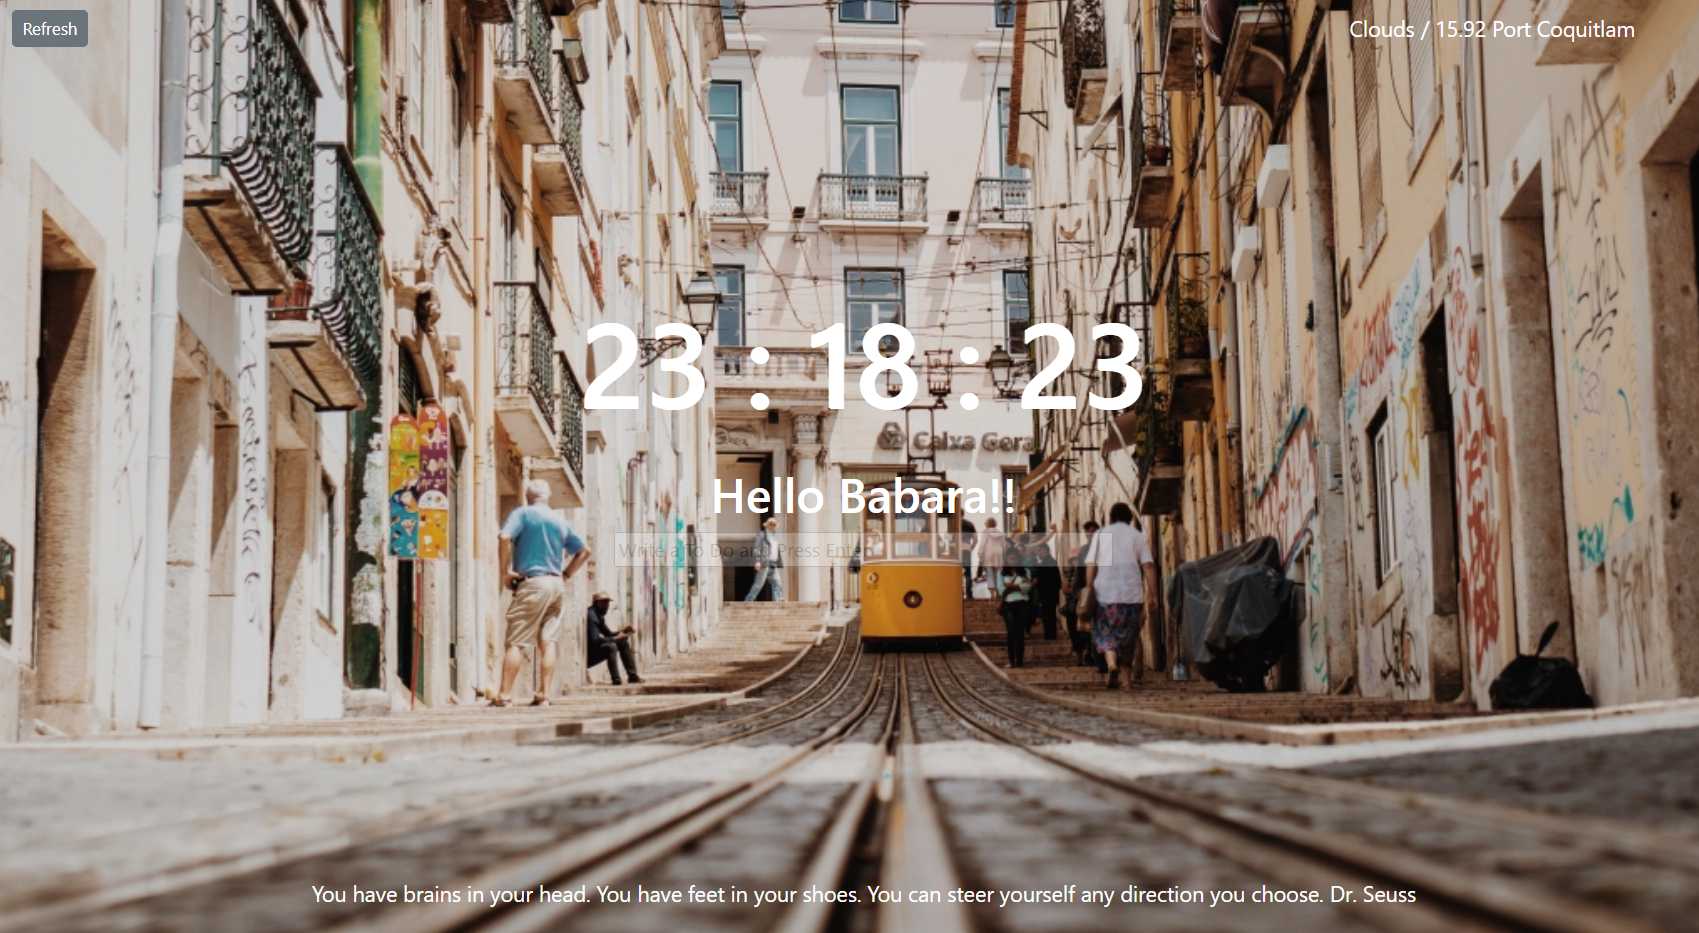 Refresh
Clouds / 15.92 Port Coquitlam
23 : 18 : 23
Caixa Gera
Hello Babara!!
Write a To Do and Press Enter
You have brains in your head. You have feet in your shoes. You can steer yourself any direction you choose. Dr. Seuss